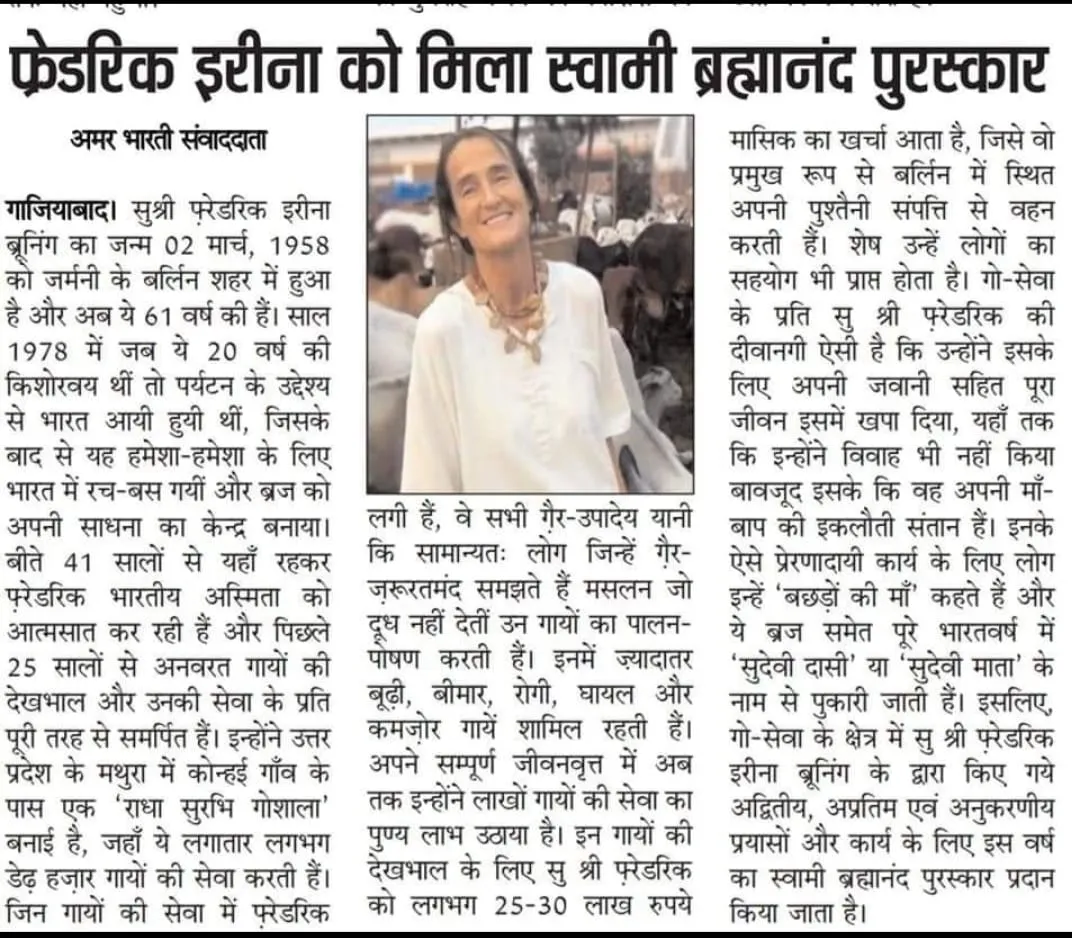 फ्रेडरिक इरीना को मिला स्वामी ब्रह्मानंद पुरस्कार
अमर भारती संवाददाता
गाजियाबाद। सुश्री फ़्रेडरिक इरीना
ब्रूनिंग का जन्म 02 मार्च, 1958
को जर्मनी के बर्लिन शहर में हुआ
है और अब ये 61 वर्ष की हैं। साल
1978 में जब ये 20 वर्ष की
किशोरवय थीं तो पर्यटन के उद्देश्य
से भारत आयी हुयी थीं, जिसके
बाद से यह हमेशा-हमेशा के लिए
भारत में रच-बस गयीं और ब्रज को
अपनी साधना का केन्द्र बनाया।
बीते 41 सालों से यहाँ रहकर
फ़्रेडरिक भारतीय अस्मिता को
आत्मसात कर रही हैं और पिछले
25 सालों से अनवरत गायों की
देखभाल और उनकी सेवा के प्रति
पूरी तरह से समर्पित हैं। इन्होंने उत्तर
प्रदेश के मथुरा में कोन्हई गाँव के
पास एक ‘राधा सुरभि गोशाला’
बनाई है, जहाँ ये लगातार लगभग
डेढ़ हज़ार गायों की सेवा करती हैं।
जिन गायों की सेवा में फ़्रेडरिक
लगी हैं, वे सभी ग़ैर-उपादेय यानी
कि सामान्यतः लोग जिन्हें ग़ैर-
ज़रूरतमंद समझते हैं मसलन जो
दूध नहीं देतीं उन गायों का पालन-
पोषण करती हैं। इनमें ज़्यादातर
बूढ़ी, बीमार, रोगी, घायल और
कमज़ोर गायें शामिल रहती हैं।
अपने सम्पूर्ण जीवनवृत्त में अब
तक इन्होंने लाखों गायों की सेवा का
पुण्य लाभ उठाया है। इन गायों की
देखभाल के लिए सु श्री फ़्रेडरिक
को लगभग 25-30 लाख रुपये
मासिक का खर्चा आता है, जिसे वो
प्रमुख रूप से बर्लिन में स्थित
अपनी पुश्तैनी संपत्ति से वहन
करती हैं। शेष उन्हें लोगों का
सहयोग भी प्राप्त होता है। गो-सेवा
के प्रति सु श्री फ़्रेडरिक की
दीवानगी ऐसी है कि उन्होंने इसके
लिए अपनी जवानी सहित पूरा
जीवन इसमें खपा दिया, यहाँ तक
कि इन्होंने विवाह भी नहीं किया
बावजूद इसके कि वह अपनी माँ-
बाप की इकलौती संतान हैं। इनके
ऐसे प्रेरणादायी कार्य के लिए लोग
इन्हें ‘बछड़ों की माँ’ कहते हैं और
ये ब्रज समेत पूरे भारतवर्ष में
‘सुदेवी दासी’ या ‘सुदेवी माता’ के
नाम से पुकारी जाती हैं। इसलिए,
गो-सेवा के क्षेत्र में सु श्री फ़्रेडरिक
इरीना ब्रूनिंग के द्वारा किए गये
अद्वितीय, अप्रतिम एवं अनुकरणीय
प्रयासों और कार्य के लिए इस वर्ष
का स्वामी ब्रह्मानंद पुरस्कार प्रदान
किया जाता है।